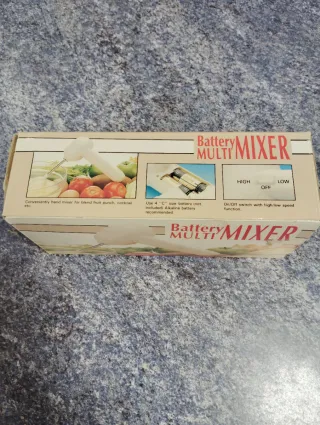 Battery
MULTI MIXER
HIGH
LOW
OFF
Conveniently hand mixer for blend fruit punch, cocktail
etc.
Use 4 "C" size battery (not
included) Alkaline battery
recommended
On/Off switch with high/low speed
function.
Battery
MULTI MIXER